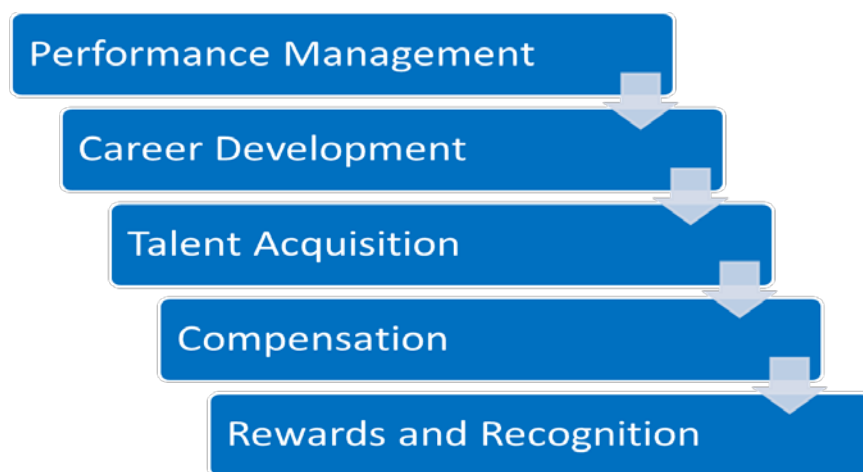 Performance Management
Career Development
Talent Acquisition
Compensation
Rewards and Recognition